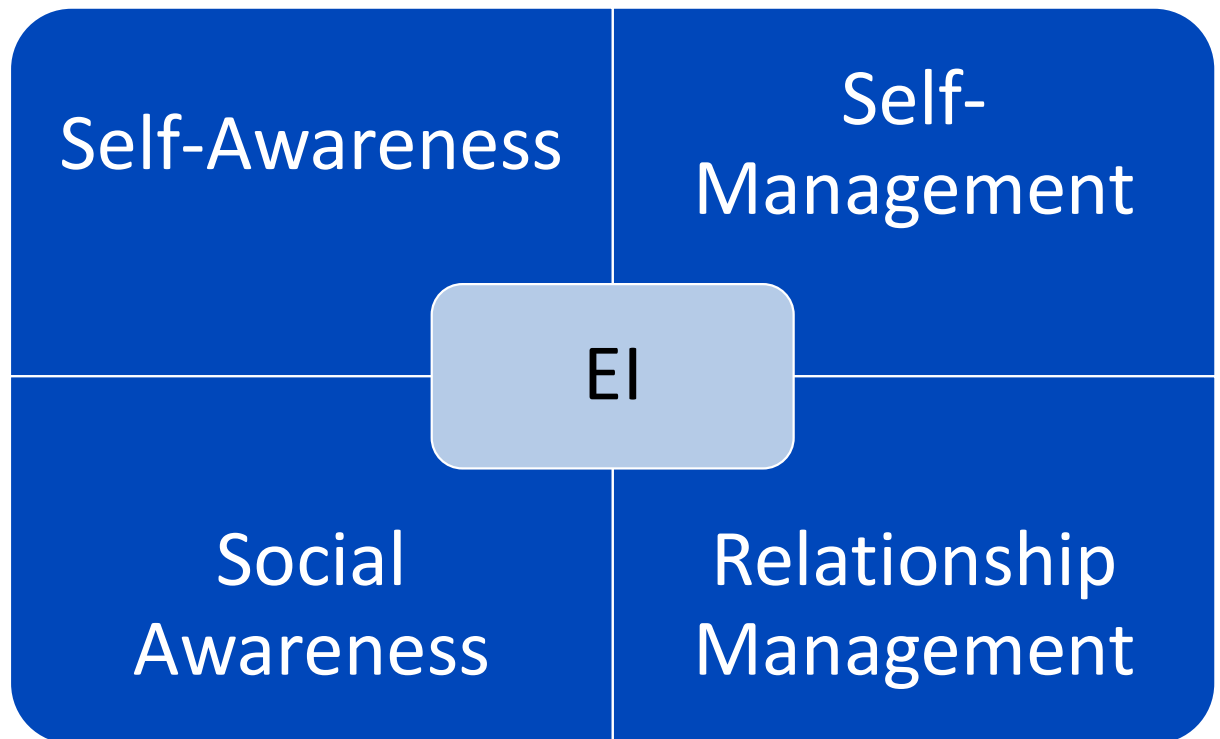 Self-Awareness
Self-
Management
EI
Social
Awareness
Relationship
Management